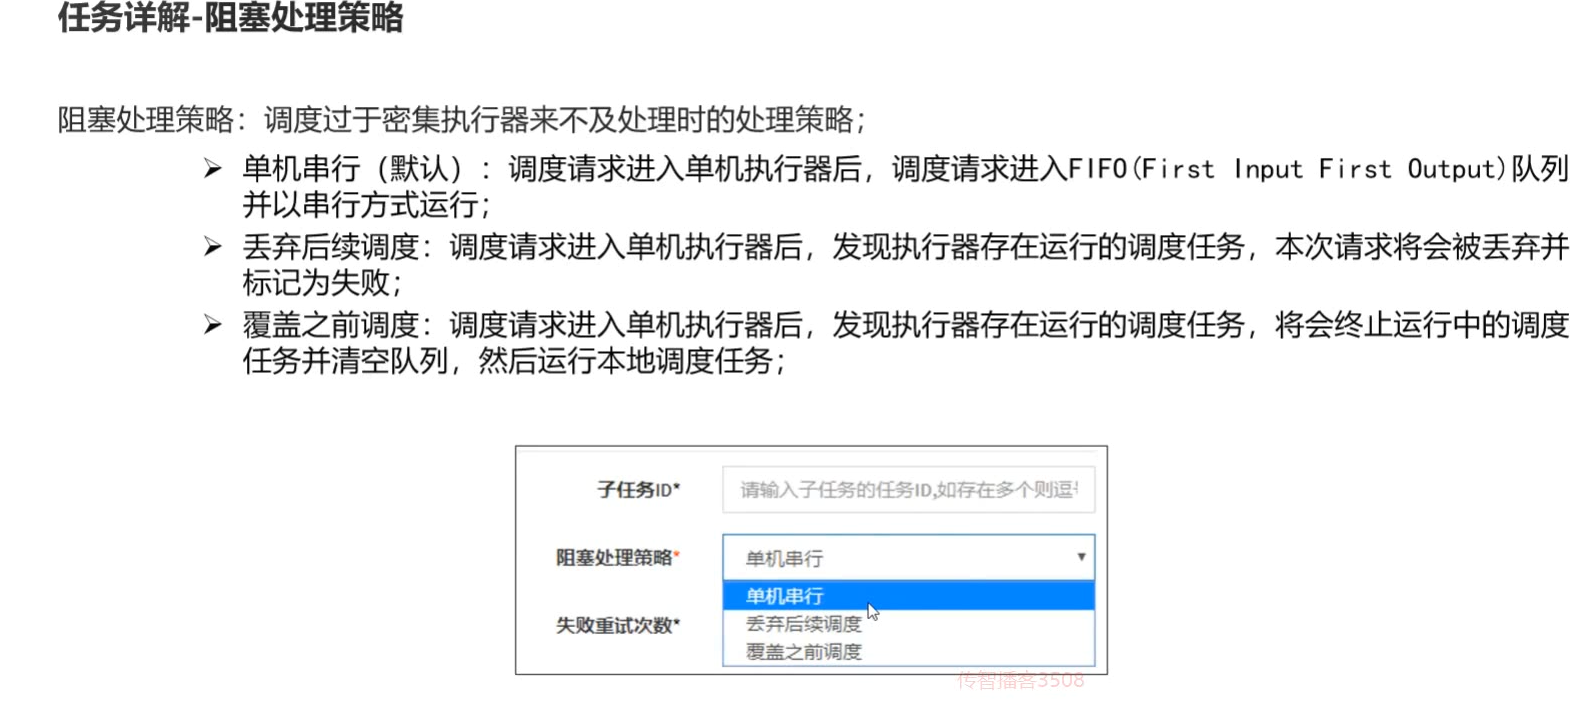 任务详解-阻塞处理策略
阻塞处理策略：调度过于密集执行器来不及处理时的处理策略；
➢ 单机串行（默认）：调度请求进入单机执行器后，调度请求进入FIFO(First Input First Output)队列
并以串行方式运行；
➢ 丢弃后续调度：调度请求进入单机执行器后，发现执行器存在运行的调度任务，本次请求将会被丢弃并
标记为失败；
➢ 覆盖之前调度：调度请求进入单机执行器后，发现执行器存在运行的调度任务，将会终止运行中的调度
任务并清空队列，然后运行本地调度任务；
子任务ID* 请输入子任务的任务ID,如存在多个则逗
阻塞处理策略* 单机串行
单机串行
失败重试次数* 丢弃后续调度
覆盖之前调度
传智播客3508